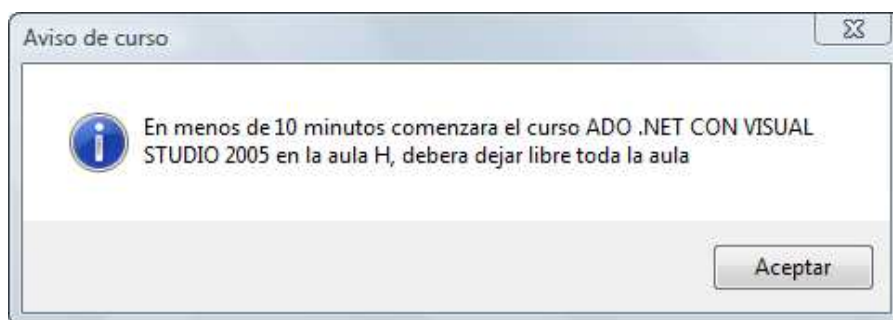 Aviso de curso
En menos de 10 minutos comenzara el curso ADO .NET CON VISUAL
STUDIO 2005 en la aula H, debera dejar libre toda la aula
Aceptar